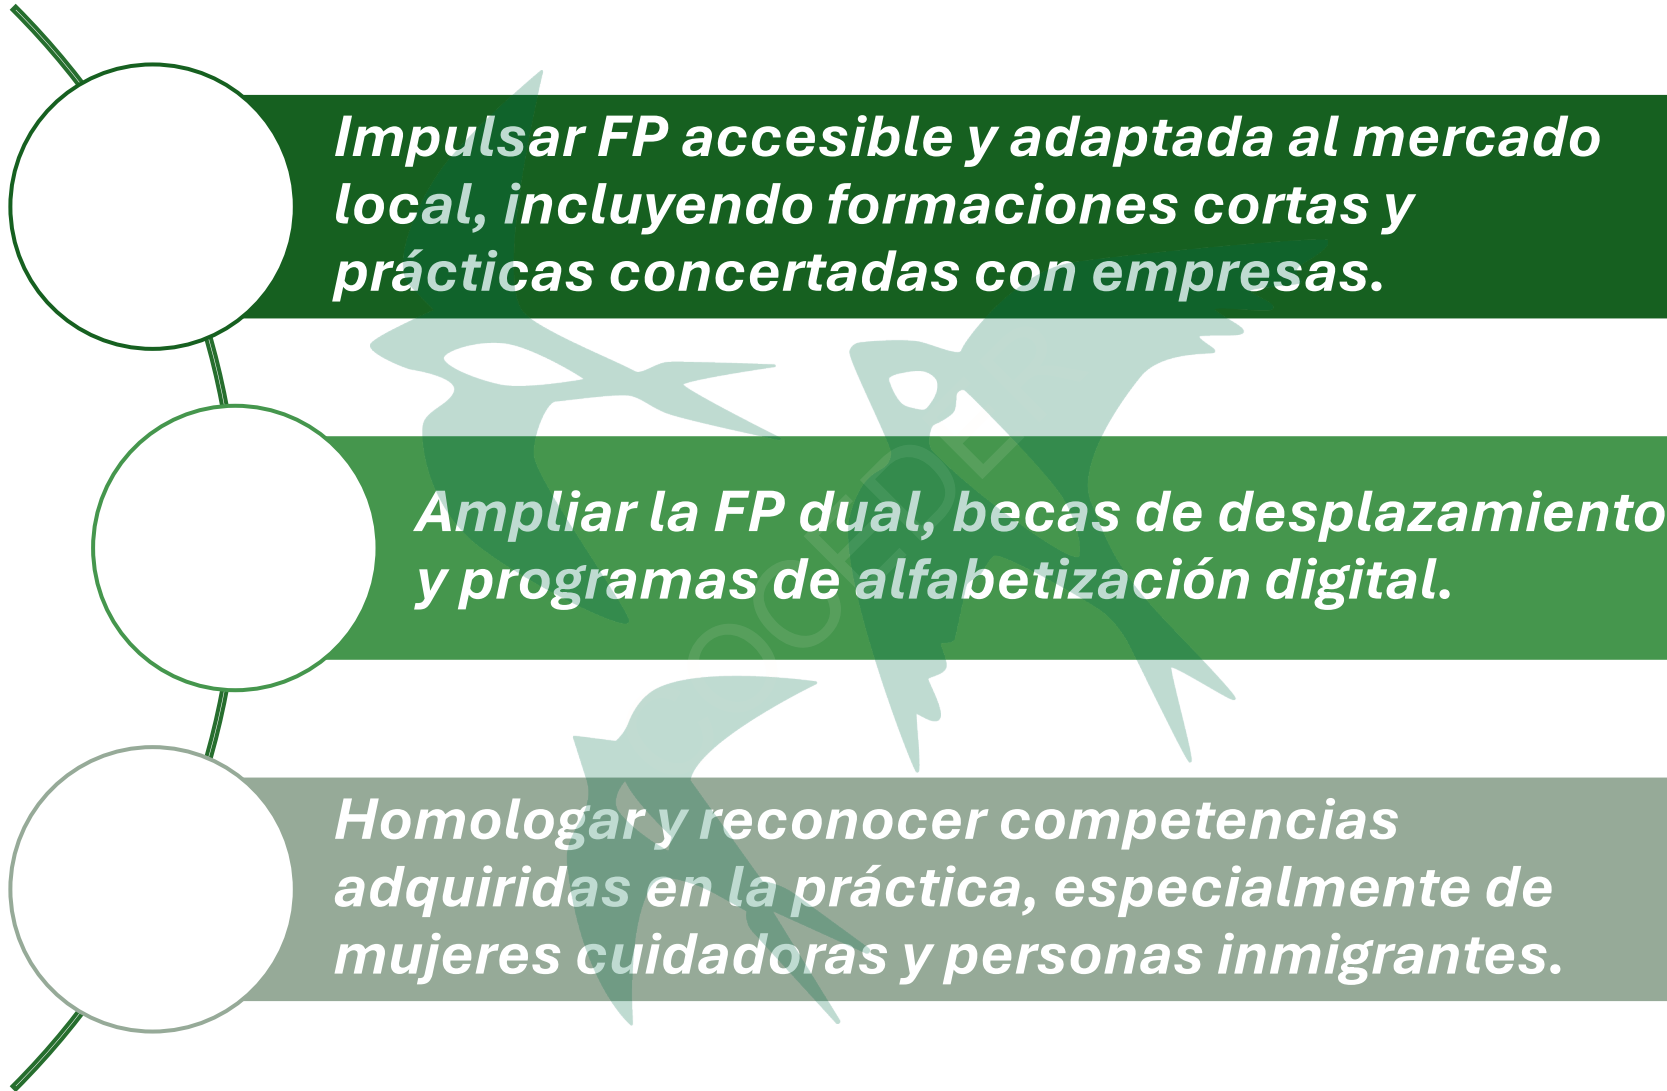 Impulsar FP accesible y adaptada al mercado
local, incluyendo formaciones cortas y
prácticas concertadas con empresas.
Ampliar la FP dual, becas de desplazamiento
y programas de alfabetización digital.
Homologar y reconocer competencias
adquiridas en la práctica, especialmente de
mujeres cuidadoras y personas inmigrantes.